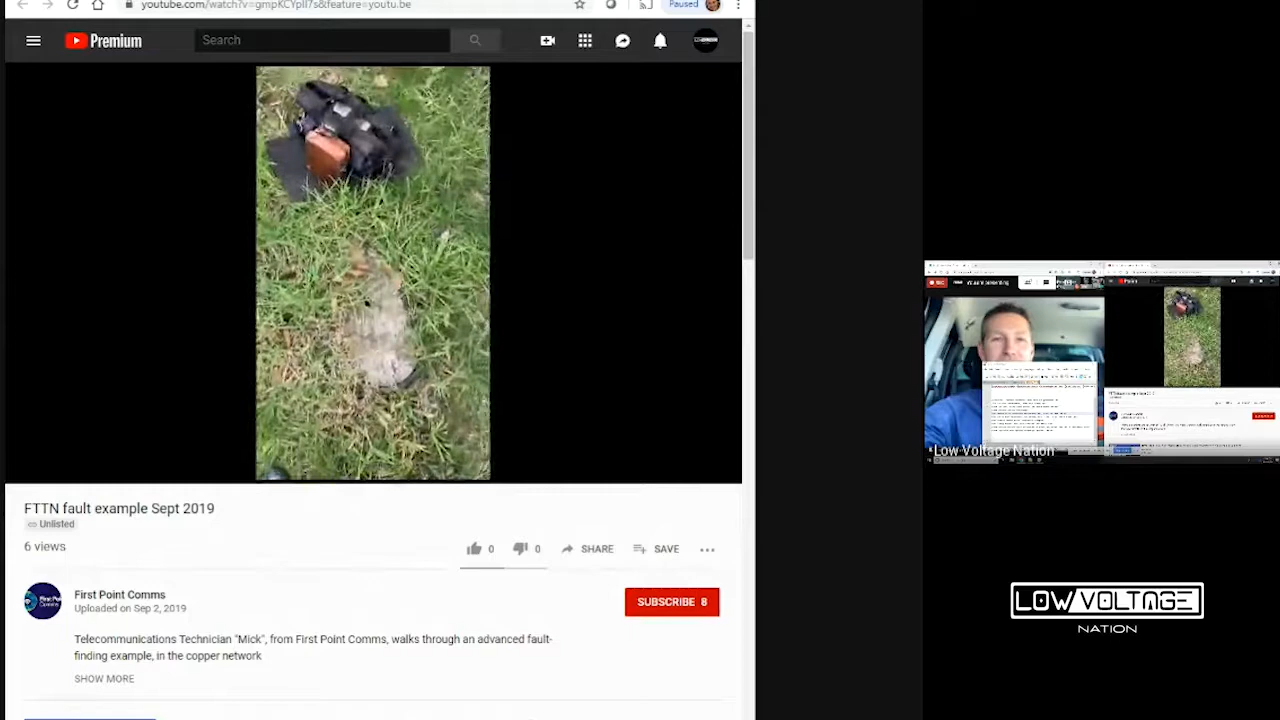 youtube.com/watch?v=gmpKCYpIl7s&feature=youtu.be
Paused
Premium
Search
FTTN fault example Sept 2019
Unlisted
6 views
0
0
SHARE
SAVE
First Point Comms
Uploaded on Sep 2, 2019
SUBSCRIBE 8
Telecommunications Technician "Mick", from First Point Comms, walks through an advanced fault-
finding example, in the copper network
SHOW MORE
Low Voltage Nation
LOW VOLTAGE
NATION